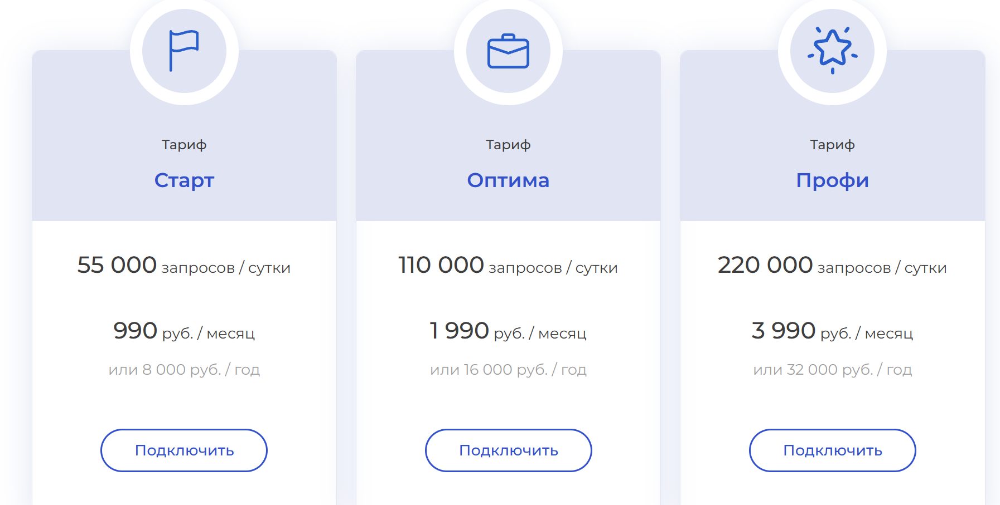 Тариф
Старт
55 000 запросов / сутки
990 руб. / месяц
или 8 000 руб. / год
Подключить
Тариф
Оптима
110 000 запросов / сутки
1 990 руб. / месяц
или 16 000 руб. / год
Подключить
Тариф
Профи
220 000 запросов / сутки
3 990 руб. / месяц
или 32 000 руб. / год
Подключить